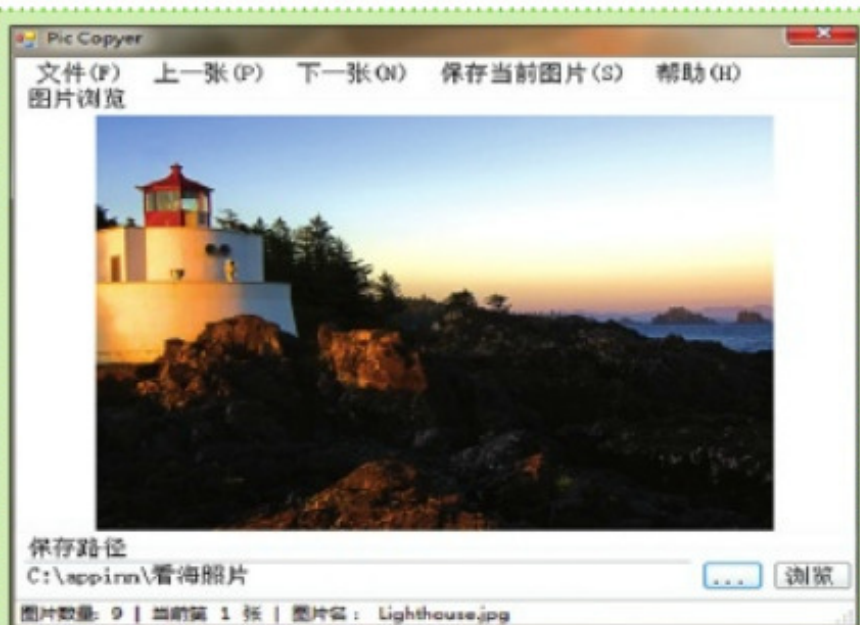 Pic Copyer
文件(F) 上一张(P) 下一张(N) 保存当前图片(S) 帮助(H)
图片浏览
保存路径
C:\appinn\看海照片 ... 浏览
图片数量: 9 | 当前第 1 张 | 图片名: Lighthouse.jpg